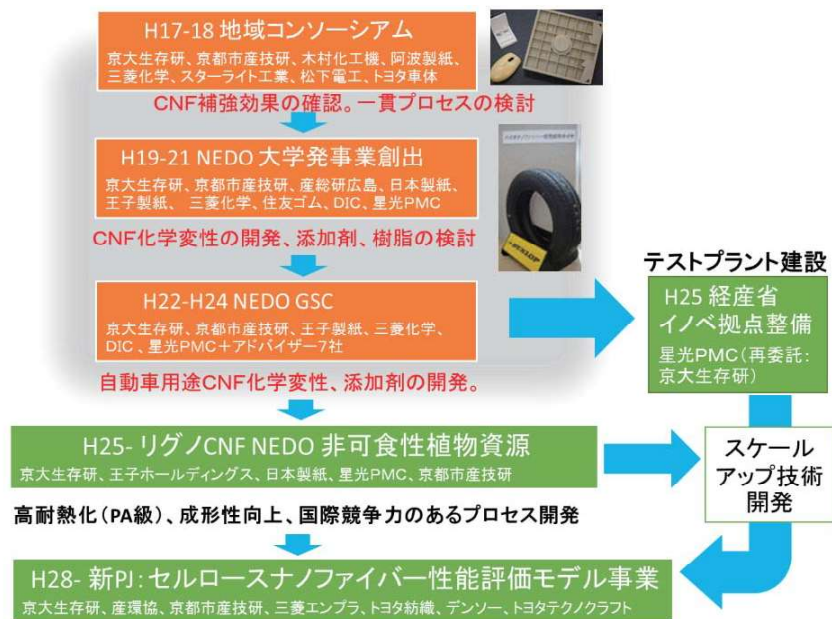 H17-18 地域コンソーシアム
京大生存研、京都市産技研、木村化工機、阿波製紙、
三菱化学、スターライト工業、松下電工、トヨタ車体
CNF補強効果の確認。一貫プロセスの検討
H19-21 NEDO 大学発事業創出
京大生存研、京都市産技研、産総研広島、日本製紙、
王子製紙、 三菱化学、住友ゴム、DIC、星光PMC
CNF化学変性の開発、添加剤、樹脂の検討
DUNLOP
H22-H24 NEDO GSC
京大生存研、京都市産技研、王子製紙、三菱化学、
DIC 、星光PMC＋アドバイザー7社
自動車用途CNF化学変性、添加剤の開発。
テストプラント建設
H25 経産省
イノベ拠点整備
星光PMC（再委託：
京大生存研）
H25- リグノCNF NEDO 非可食性植物資源
京大生存研、王子ホールディングス、日本製紙、星光PMC、京都市産技研
スケール
アップ技術
開発
高耐熱化（PA級）、成形性向上、国際競争力のあるプロセス開発
H28- 新PJ：セルロースナノファイバー性能評価モデル事業
京大生存研、産環協、京都市産技研、三菱エンプラ、トヨタ紡織、デンソー、トヨタテクノクラフト